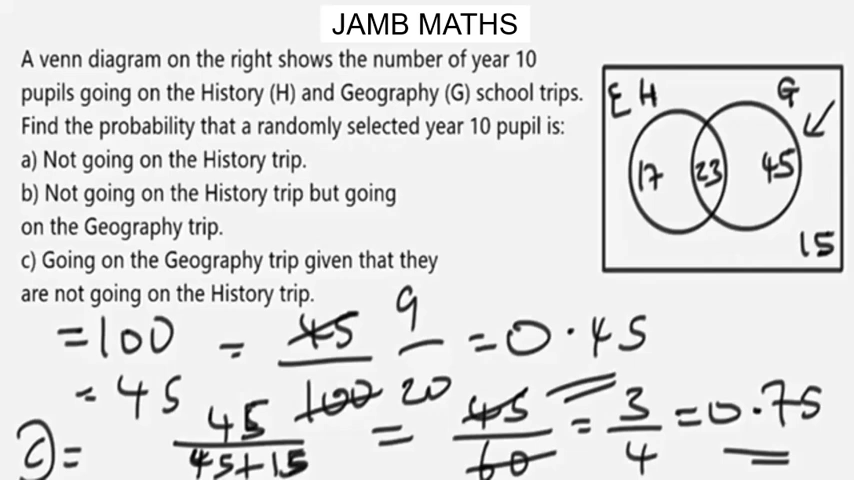 JAMB MATHS
A venn diagram on the right shows the number of year 10
pupils going on the History (H) and Geography (G) school trips.
Find the probability that a randomly selected year 10 pupil is:
a) Not going on the History trip.
b) Not going on the History trip but going
on the Geography trip.
c) Going on the Geography trip given that they
are not going on the History trip.
ξ H G
17 23 45
15
=100 = 45/100 9/20 = 0.45
= 45
c) = 45/45+15 = 45/60 = 3/4 = 0.75